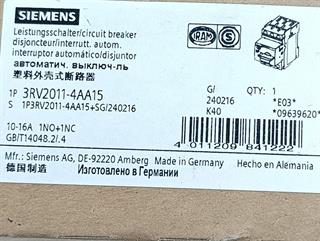 SIEMENS
Leistungsschalter/circuit breaker
disjoncteur/interrutt. autom.
interruptor automático/disjuntor
автоматич. выключ-ль
塑料外壳式断路器
IRAM S
1P 3RV2011-4AA15
S 1P3RV2011-4AA15+SG/240216
G/ QTY: 1
240216 *E03*
K40 *09639620*
10-16A 1NO+1NC
GB/T14048.2/.4
Mfr.: Siemens AG, DE-92220 Amberg Made in Germany Hecho en Alemania
德国制造 Изготовлено в Германии
4 011209 841222